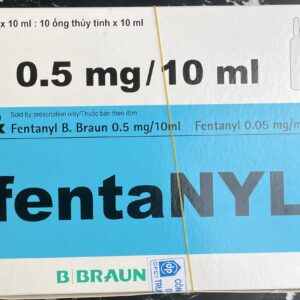 x 10 ml : 10 ống thủy tinh x 10 ml
0.5 mg/10 ml
Sold by prescription only/Thuốc bán theo đơn
Fentanyl B. Braun 0.5 mg/10ml Fentanyl 0.05 mg/m
fentaNYL
B BRAUN